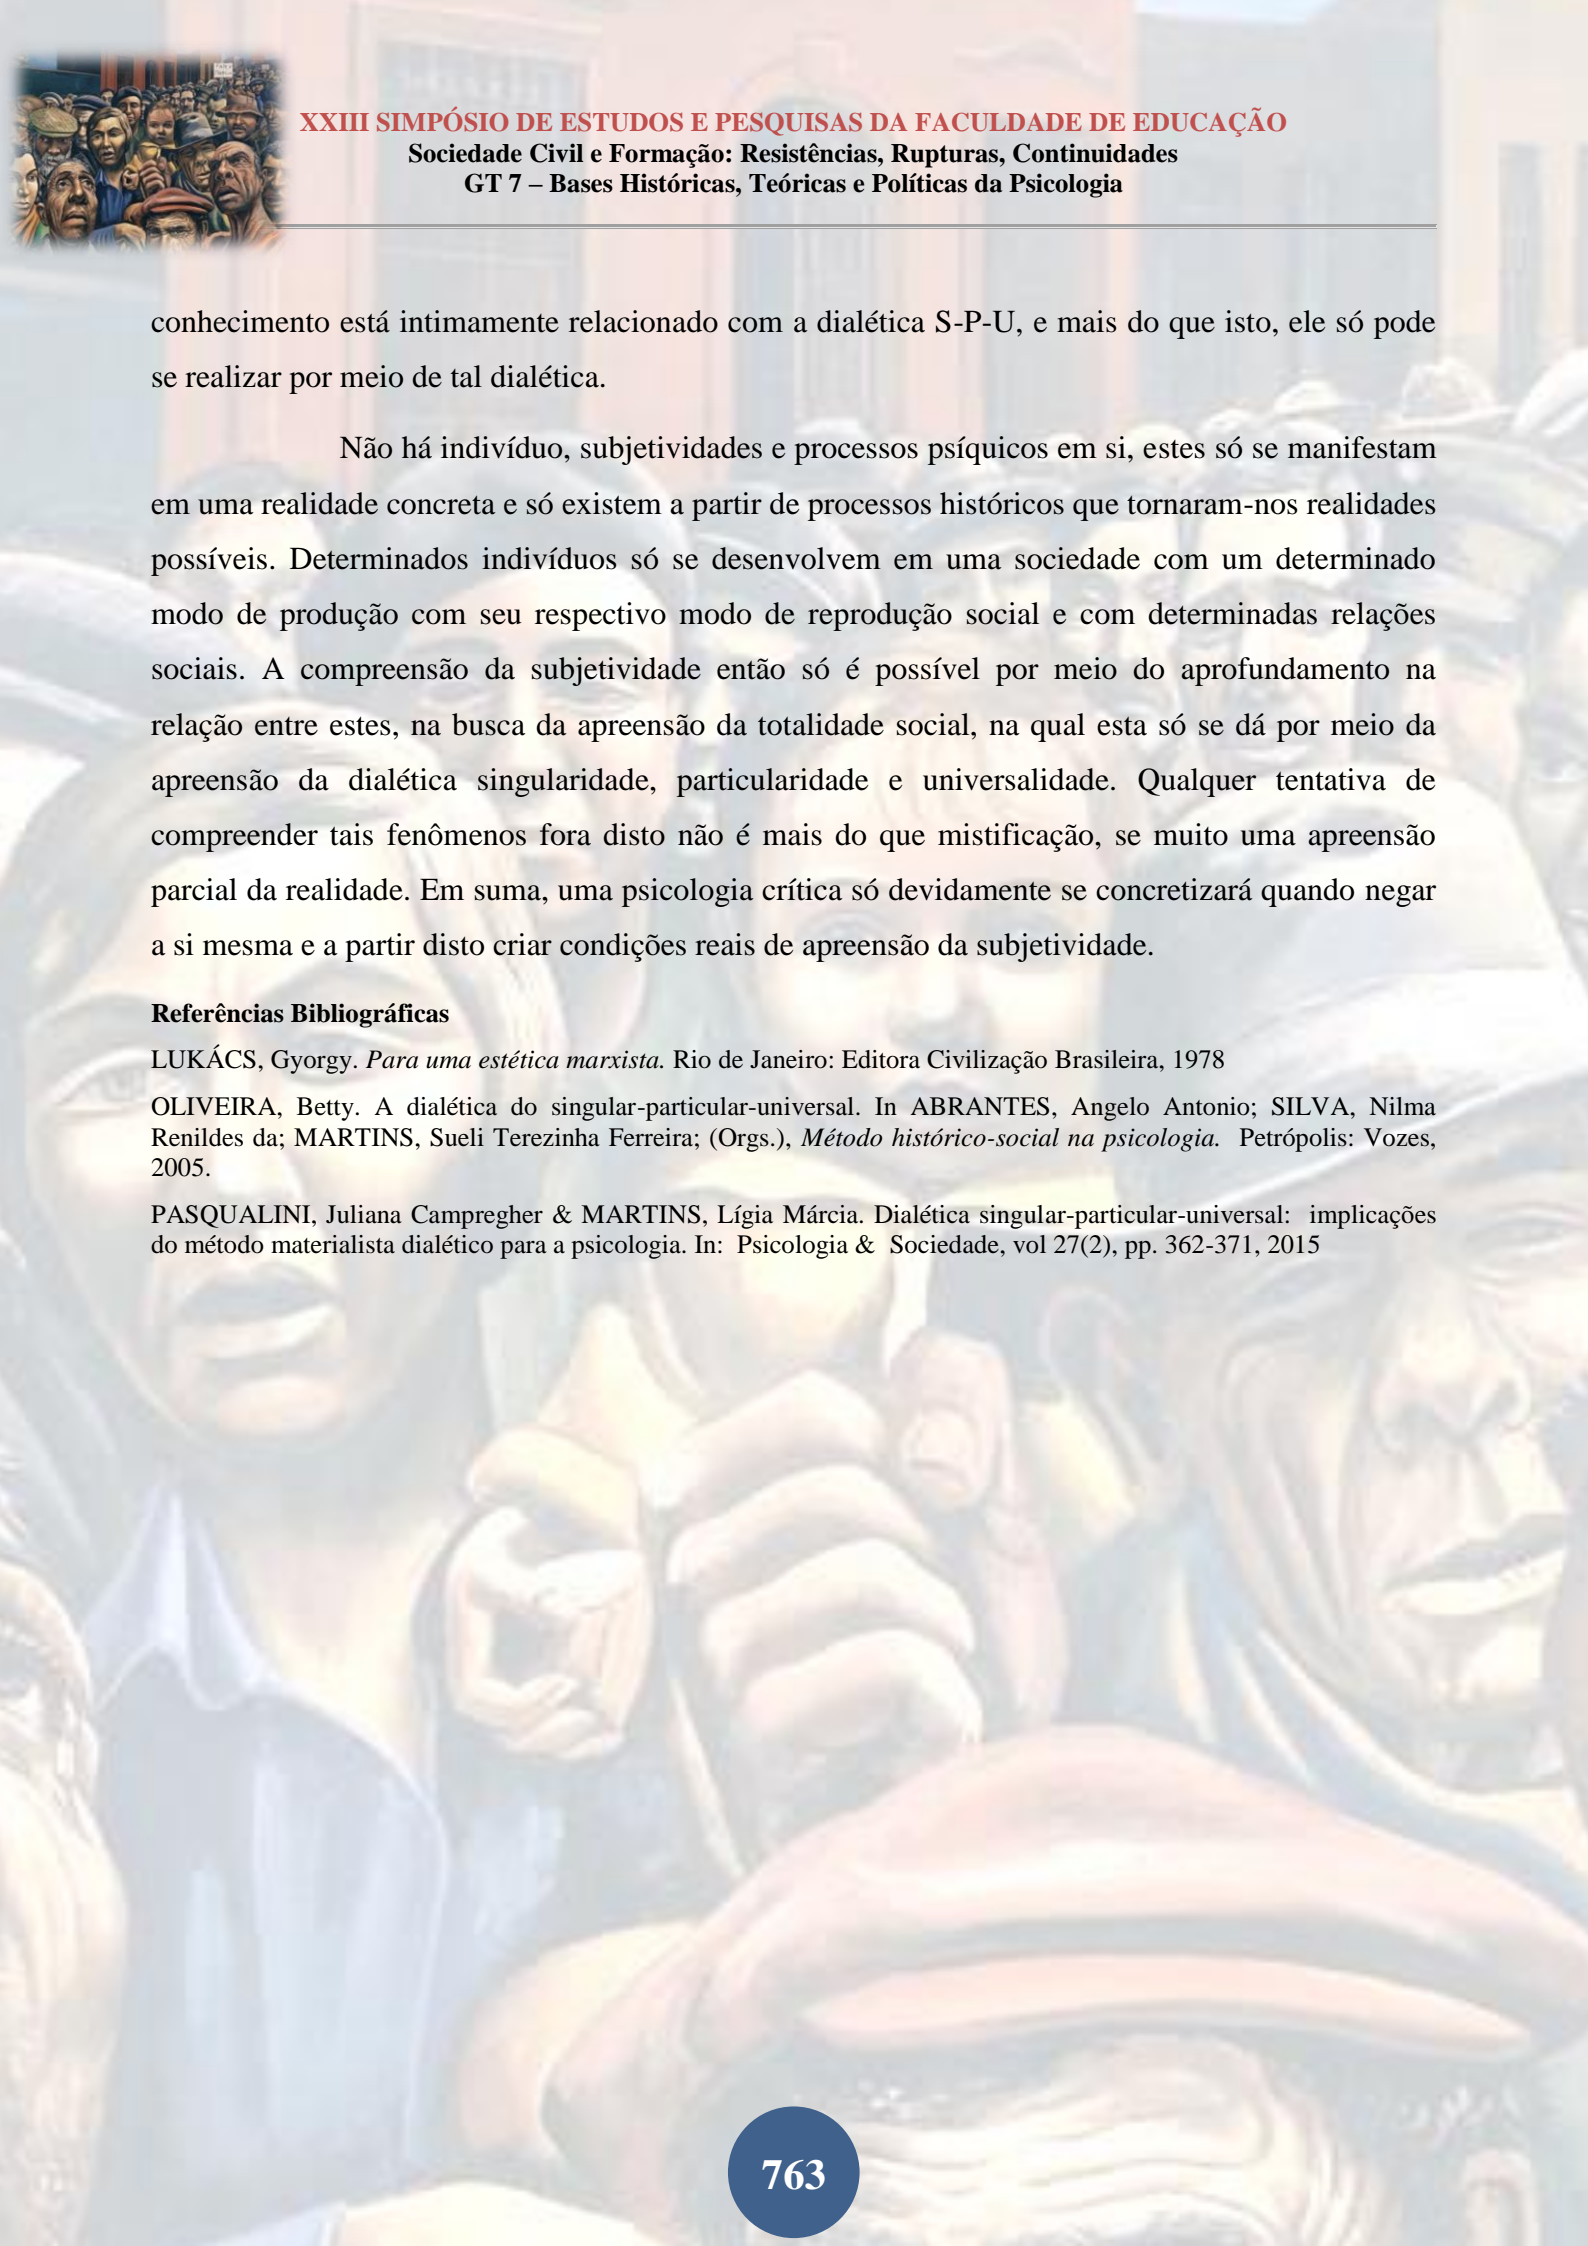 XXIII SIMPÓSIO DE ESTUDOS E PESQUISAS DA FACULDADE DE EDUCAÇÃO
Sociedade Civil e Formação: Resistências, Rupturas, Continuidades
GT 7 – Bases Históricas, Teóricas e Políticas da Psicologia
conhecimento está intimamente relacionado com a dialética S-P-U, e mais do que isto, ele só pode
se realizar por meio de tal dialética.
Não há indivíduo, subjetividades e processos psíquicos em si, estes só se manifestam
em uma realidade concreta e só existem a partir de processos históricos que tornaram-nos realidades
possíveis. Determinados indivíduos só se desenvolvem em uma sociedade com um determinado
modo de produção com seu respectivo modo de reprodução social e com determinadas relações
sociais. A compreensão da subjetividade então só é possível por meio do aprofundamento na
relação entre estes, na busca da apreensão da totalidade social, na qual esta só se dá por meio da
apreensão da dialética singularidade, particularidade e universalidade. Qualquer tentativa de
compreender tais fenômenos fora disto não é mais do que mistificação, se muito uma apreensão
parcial da realidade. Em suma, uma psicologia crítica só devidamente se concretizará quando negar
a si mesma e a partir disto criar condições reais de apreensão da subjetividade.
Referências Bibliográficas
LUKÁCS, Gyorgy. Para uma estética marxista. Rio de Janeiro: Editora Civilização Brasileira, 1978
OLIVEIRA, Betty. A dialética do singular-particular-universal. In ABRANTES, Angelo Antonio; SILVA, Nilma
Renildes da; MARTINS, Sueli Terezinha Ferreira; (Orgs.), Método histórico-social na psicologia. Petrópolis: Vozes,
2005.
PASQUALINI, Juliana Campregher & MARTINS, Lígia Márcia. Dialética singular-particular-universal: implicações
do método materialista dialético para a psicologia. In: Psicologia & Sociedade, vol 27(2), pp. 362-371, 2015
763